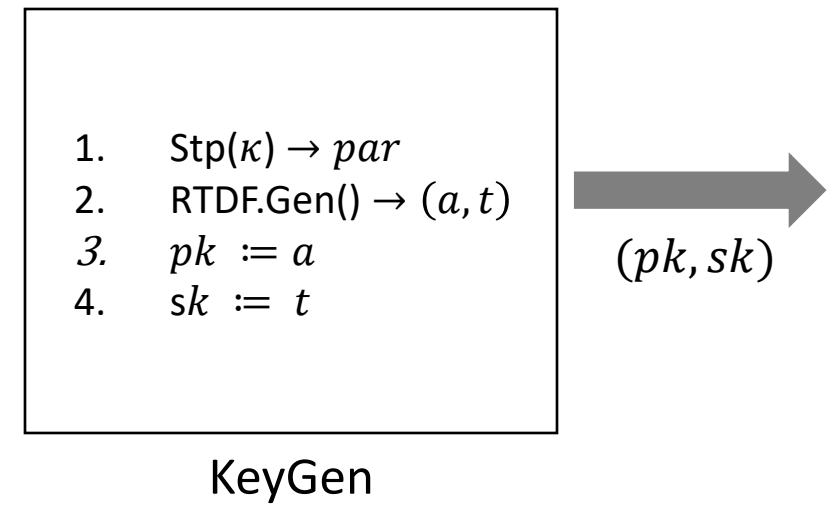 1. Stp(κ) → par
2. RTDF.Gen() → (a, t)
3. pk ≔ a
4. sk ≔ t
(pk, sk)
KeyGen